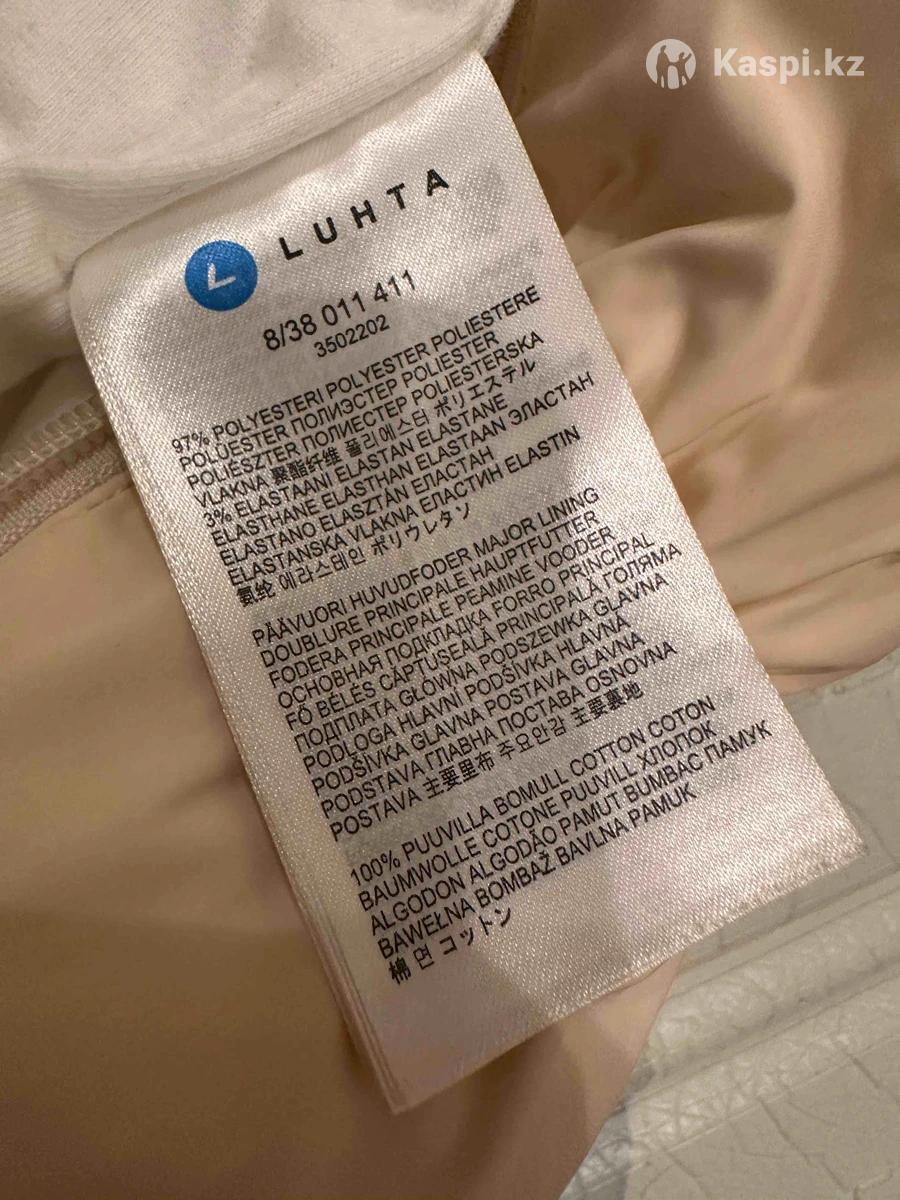 Kaspi.kz
LUHTA
8/38 011 411
3502202
97% POLYESTERI POLYESTER POLIESTERE
POLUESTER ПОЛИЭСТЕР POLIESTER
POLIÉSZTER ПОЛИЕСТЕР POLIESTERSKA
VLAKNA 聚酯纤维 폴리에스터 ポリエステル
3% ELASTAANI ELASTAN ELASTANE
ELASTHANE ELASTHAN ELASTAAN ЭЛАСТАН
ELASTANO ELASZTÁN ЕЛАСТАН
ELASTANSKA VLAKNA ЕЛАСТИН ELASTIN
氨纶 에라스테인 ポリウレタン
PÄÄVUORI HUVUDFODER MAJOR LINING
DOUBLURE PRINCIPALE HAUPTFUTTER
FODERA PRINCIPALE PEAMINE VOODER
ОСНОВНАЯ ПОДКЛАДКА FORRO PRINCIPAL
FŐ BÉLÉS CĂPTUŞEALĂ PRINCIPALĂ ГОЛЯМА
ПОДПЛАТА GŁÓWNA PODSZEWKA GLAVNA
PODLOGA HLAVNÍ PODŠÍVKA HLAVNÁ
PODŠÍVKA GLAVNA POSTAVA GLAVNA
PODSTAVA ГЛАВНА ПОСТАВА OSNOVNA
POSTAVA 主要里布 주요안감 主要裏地
100% PUUVILLA BOMULL COTTON COTON
BAUMWOLLE COTONE PUUVILL ХЛОПОК
ALGODON ALGODÃO PAMUT BUMBAC ПАМУК
BAWEŁNA BOMBAŽ BAVLNA PAMUK
棉 면 コットン